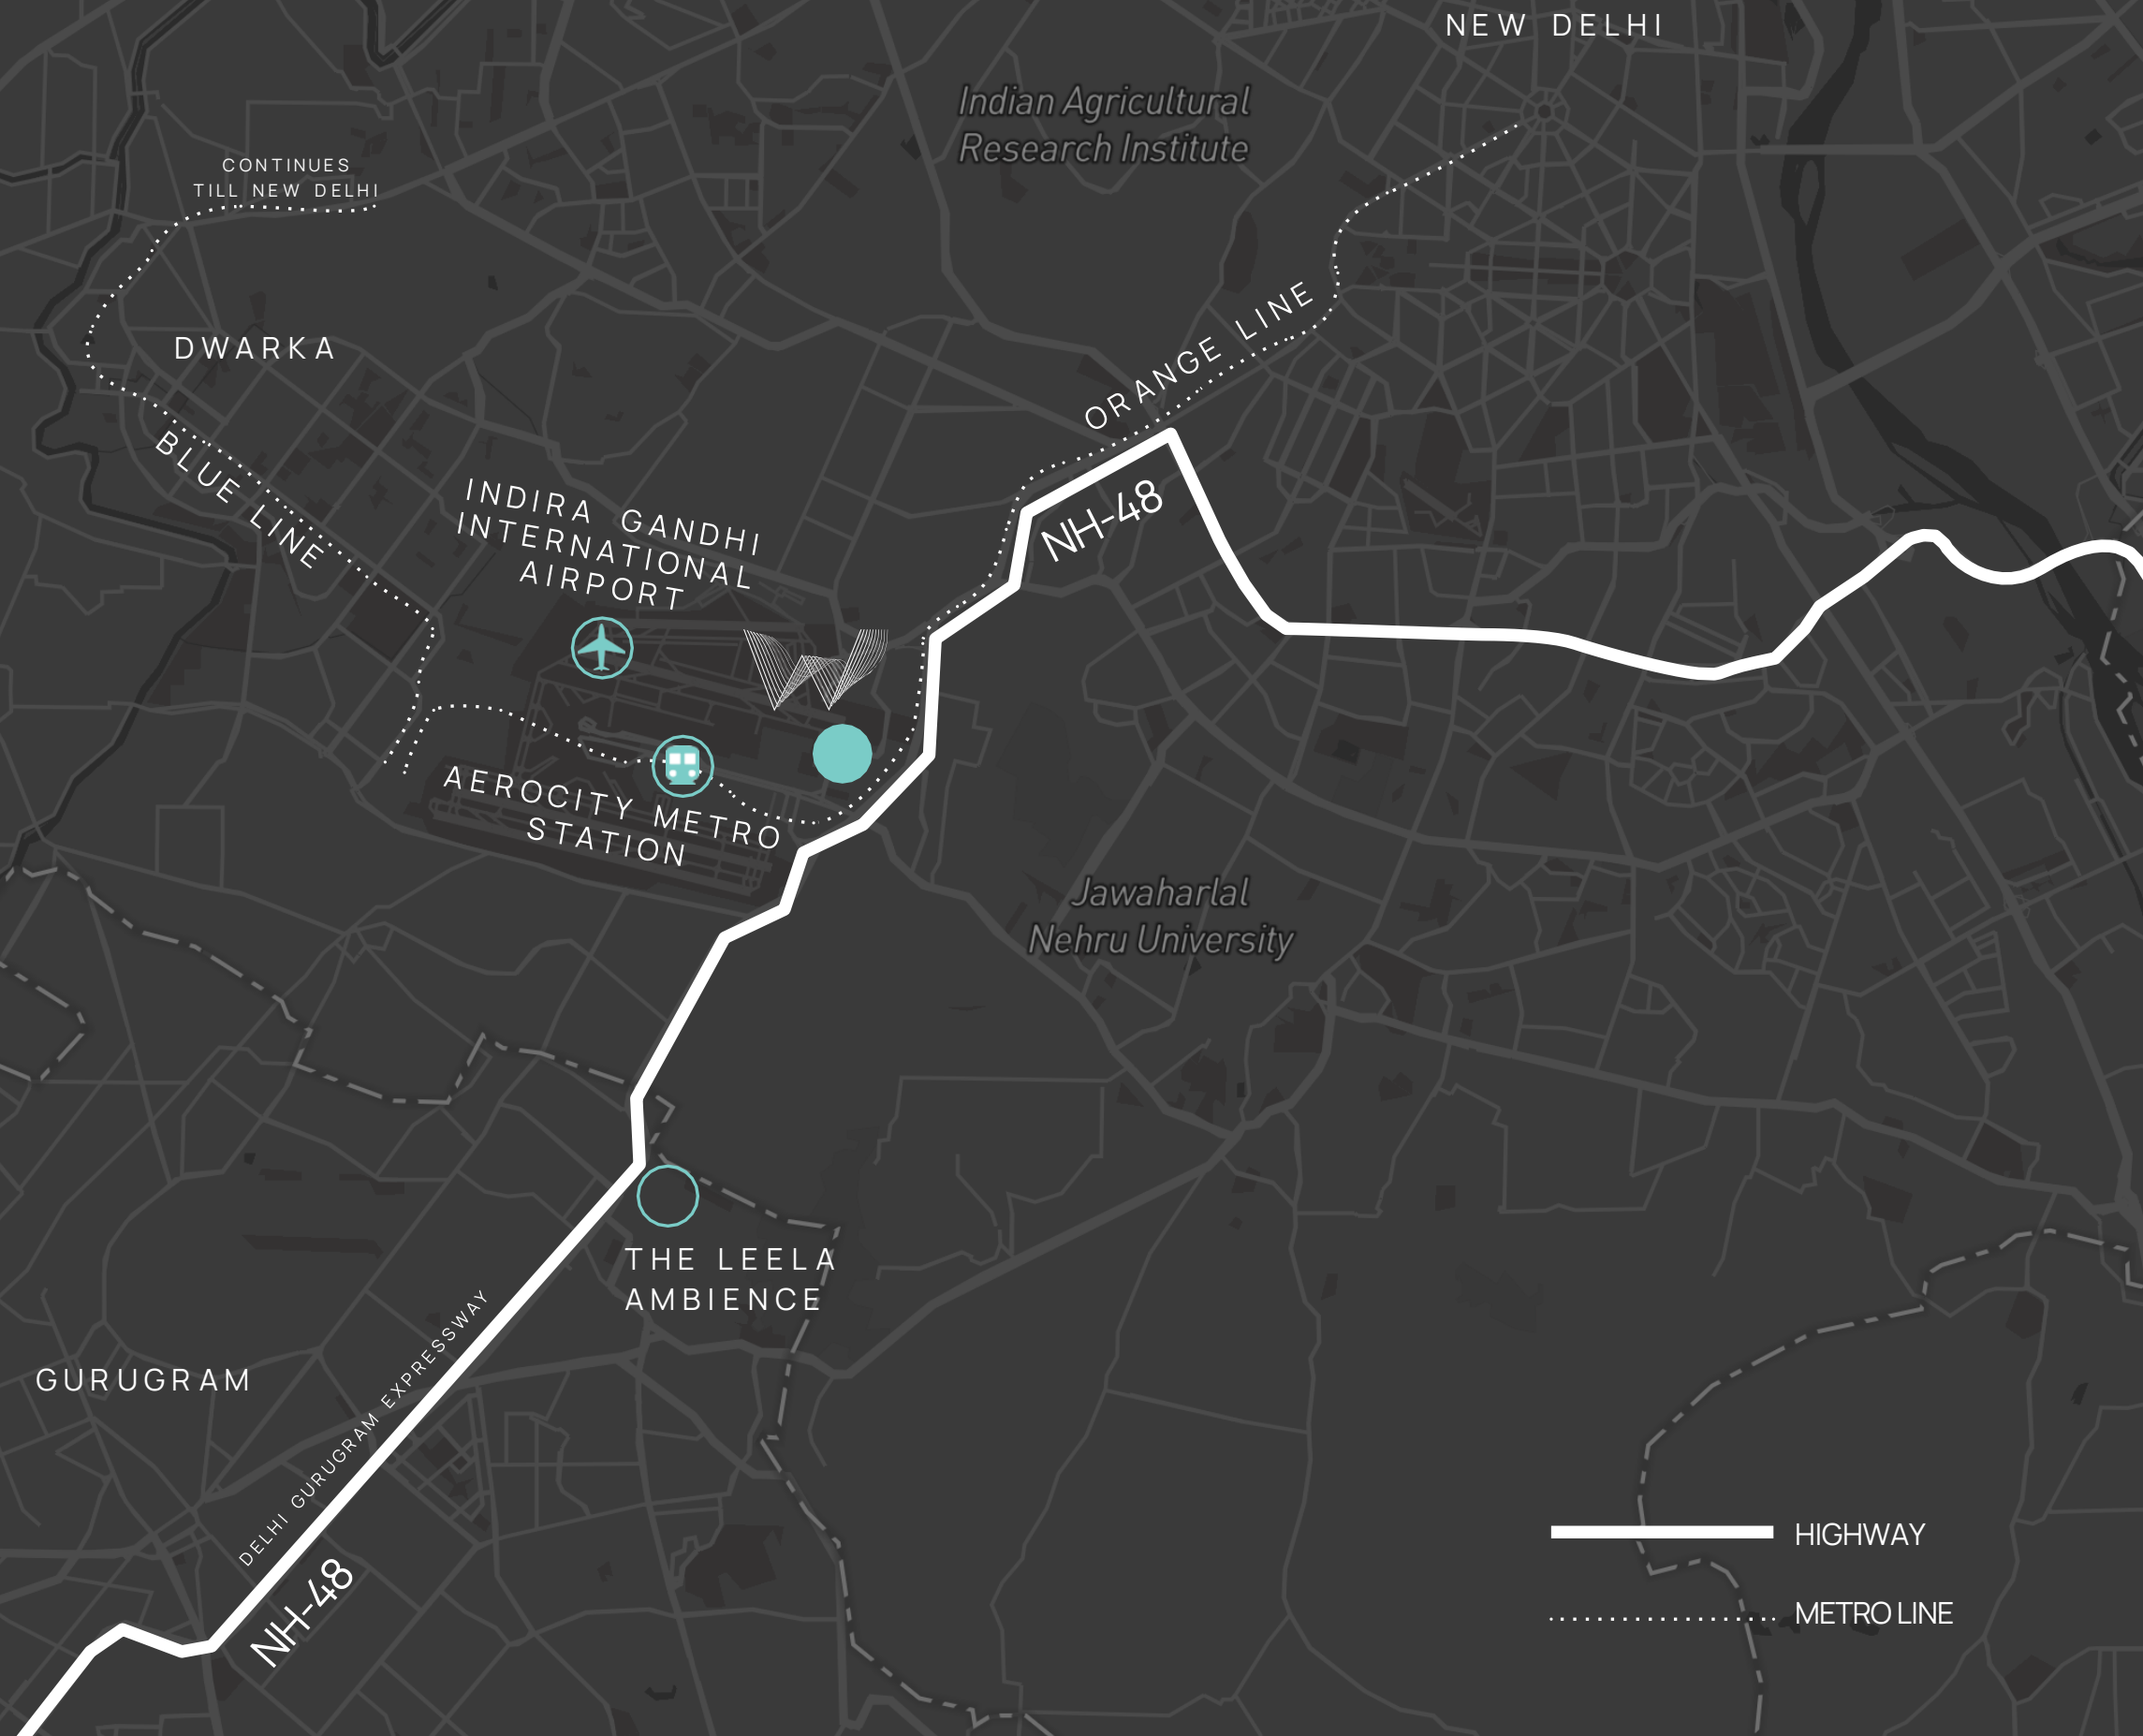 NEW DELHI
Indian Agricultural
Research Institute
CONTINUES
TILL NEW DELHI
DWARKA
ORANGE LINE
BLUE LINE
INDIRA GANDHI
INTERNATIONAL
AIRPORT
NH-48
W
AEROCITY METRO
STATION
Jawaharlal
Nehru University
THE LEELA
AMBIENCE
DELHI GURUGRAM EXPRESSWAY
GURUGRAM
NH-48
HIGHWAY
METRO LINE